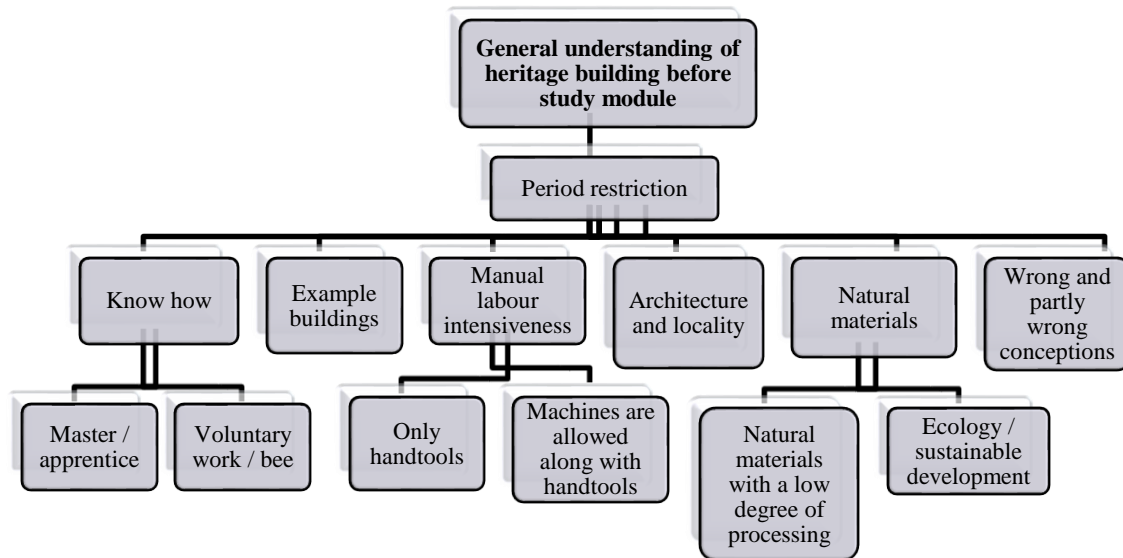 General understanding of
heritage building before
study module
Period restriction
Know how
Example
buildings
Manual
labour
intensiveness
Architecture
and locality
Natural
materials
Wrong and
partly
wrong
conceptions
Master /
apprentice
Voluntary
work / bee
Only
handtools
Machines are
allowed
along with
handtools
Natural
materials
with a low
degree of
processing
Ecology /
sustainable
development